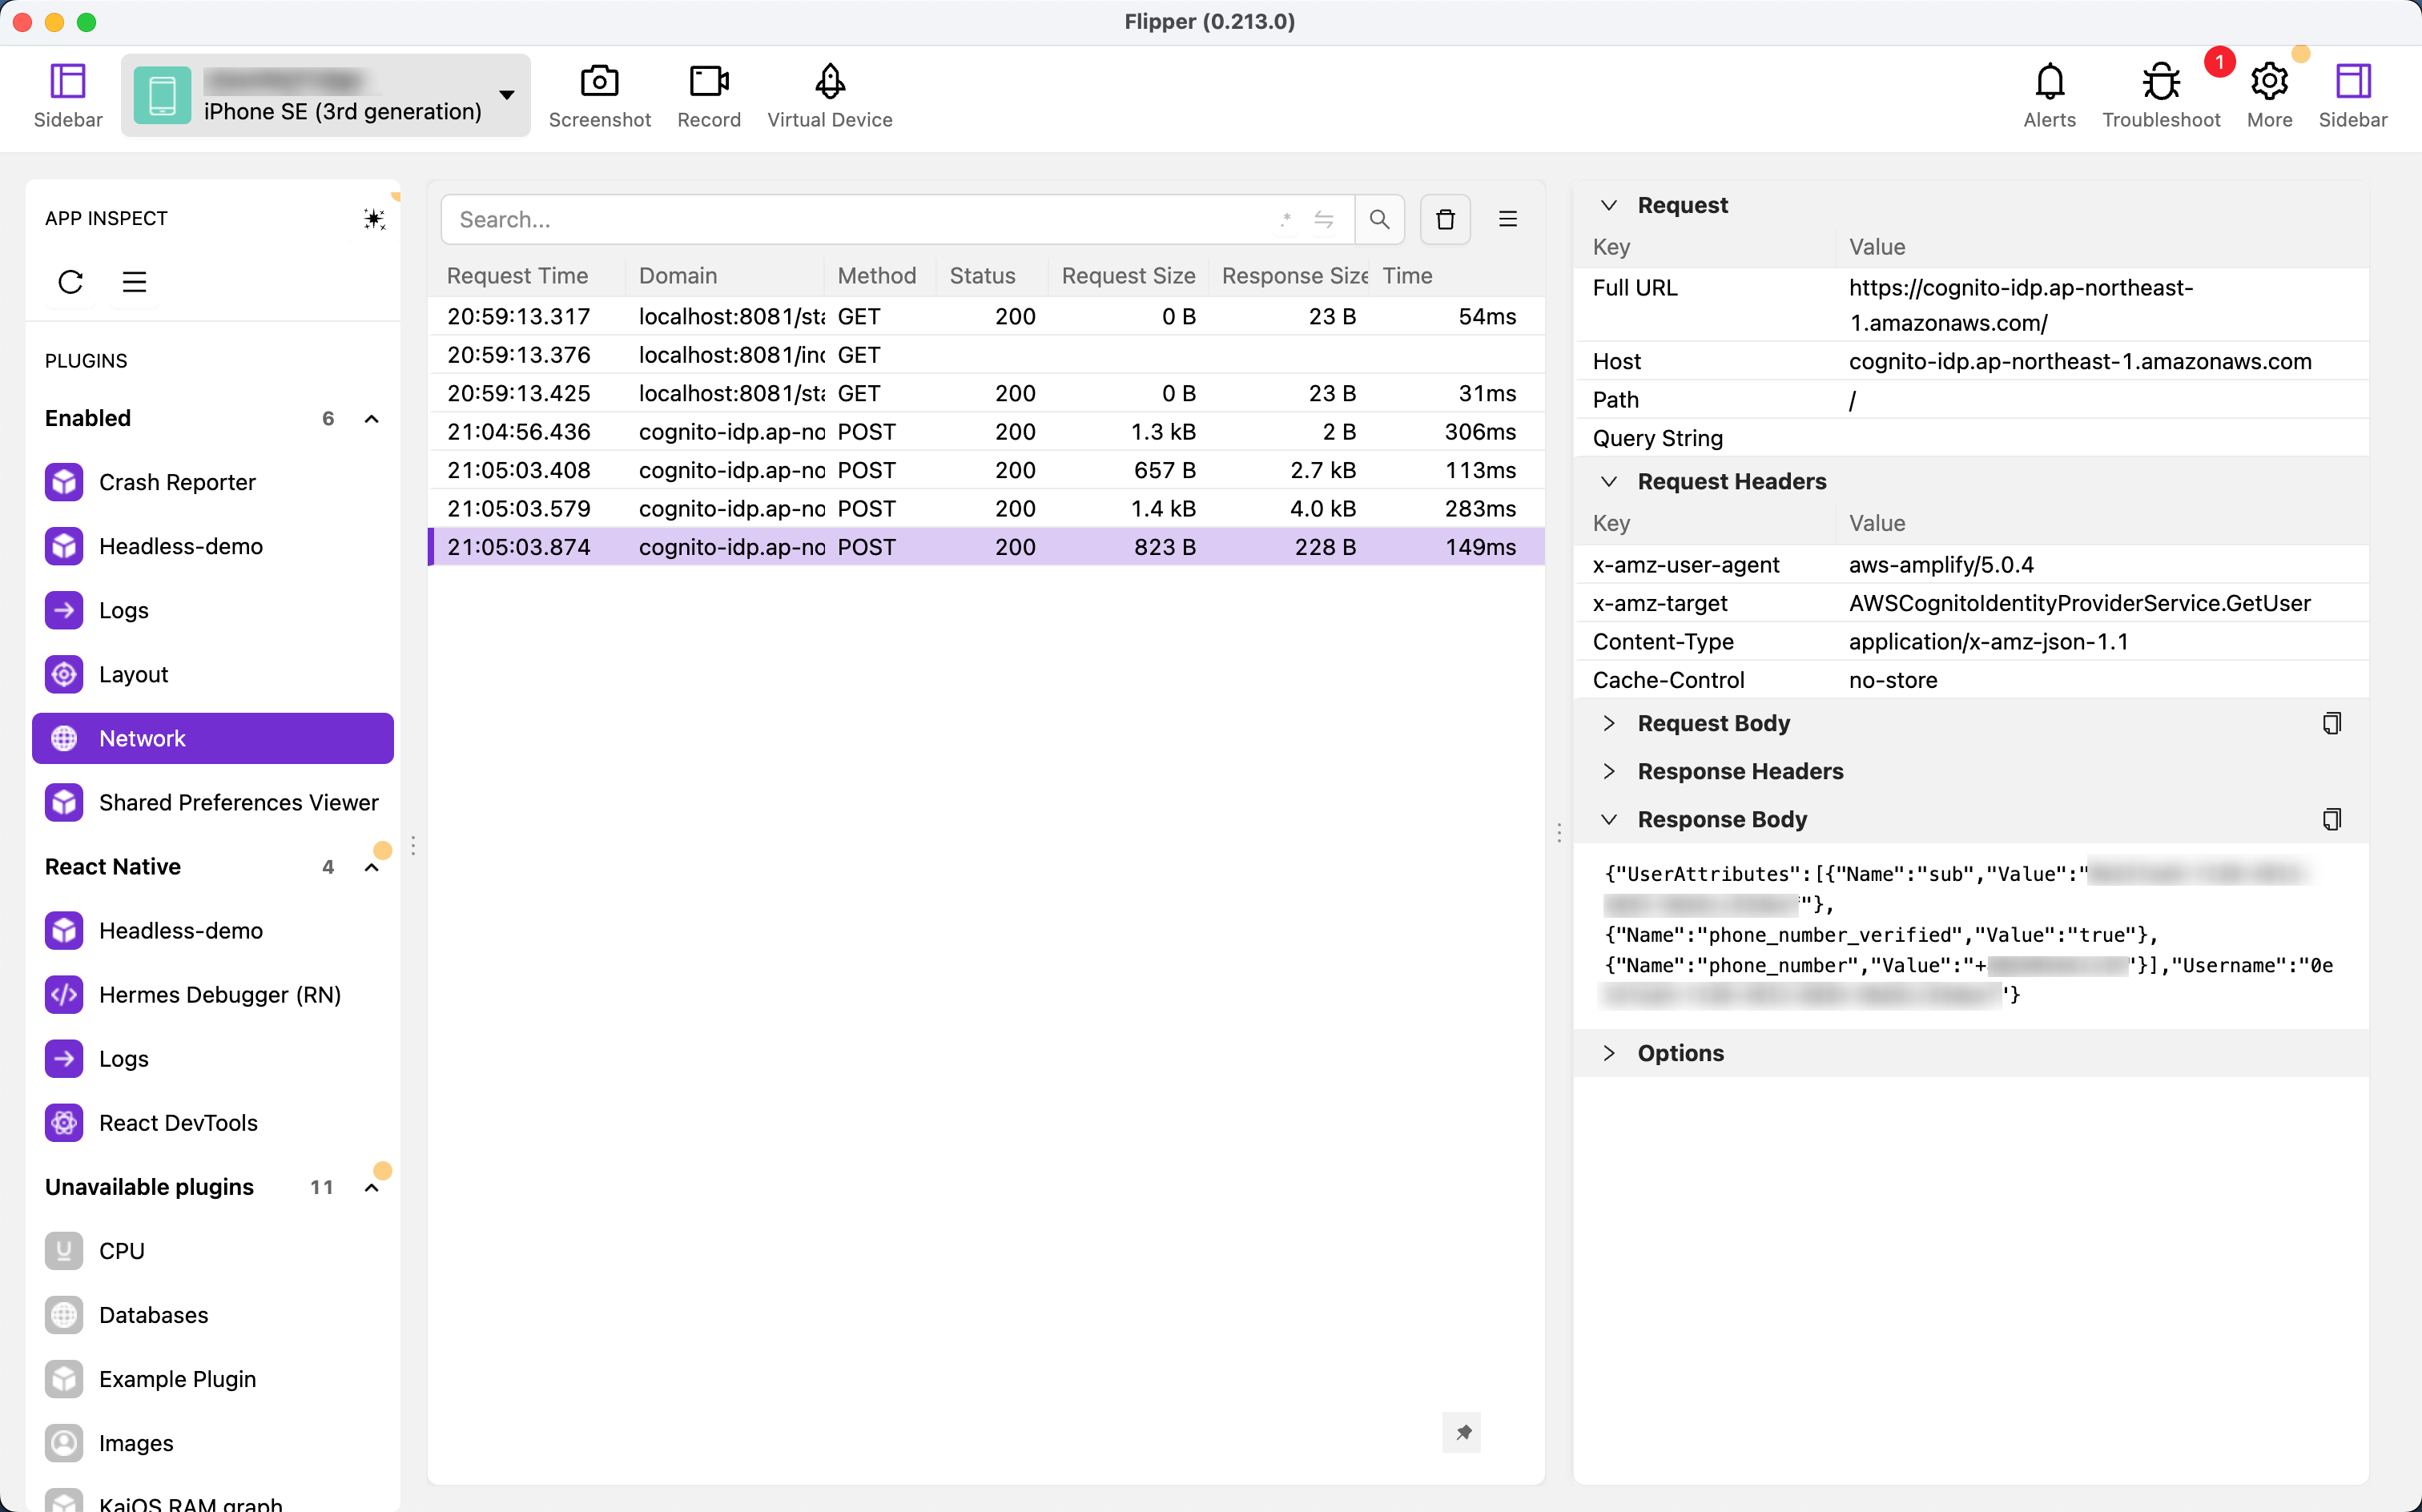 Flipper (0.213.0)
Sidebar
iPhone SE (3rd generation)
Screenshot
Record
Virtual Device
Alerts
Troubleshoot
1
More
Sidebar
APP INSPECT
PLUGINS
Enabled 6
Crash Reporter
Headless-demo
Logs
Layout
Network
Shared Preferences Viewer
React Native 4
Headless-demo
Hermes Debugger (RN)
Logs
React DevTools
Unavailable plugins 11
CPU
Databases
Example Plugin
Images
KaiOS RAM graph
Search...
.*
Request Time Domain Method Status Request Size Response Size Time
20:59:13.317 localhost:8081/sta GET 200 0 B 23 B 54ms
20:59:13.376 localhost:8081/ind GET
20:59:13.425 localhost:8081/sta GET 200 0 B 23 B 31ms
21:04:56.436 cognito-idp.ap-no POST 200 1.3 kB 2 B 306ms
21:05:03.408 cognito-idp.ap-no POST 200 657 B 2.7 kB 113ms
21:05:03.579 cognito-idp.ap-no POST 200 1.4 kB 4.0 kB 283ms
21:05:03.874 cognito-idp.ap-no POST 200 823 B 228 B 149ms
Request
Key Value
Full URL https://cognito-idp.ap-northeast-
1.amazonaws.com/
Host cognito-idp.ap-northeast-1.amazonaws.com
Path /
Query String
Request Headers
Key Value
x-amz-user-agent aws-amplify/5.0.4
x-amz-target AWSCognitoIdentityProviderService.GetUser
Content-Type application/x-amz-json-1.1
Cache-Control no-store
Request Body
Response Headers
Response Body
{"UserAttributes":[{"Name":"sub","Value":"
"},
{"Name":"phone_number_verified","Value":"true"},
{"Name":"phone_number","Value":"+ "}],"Username":"0e
"}
Options